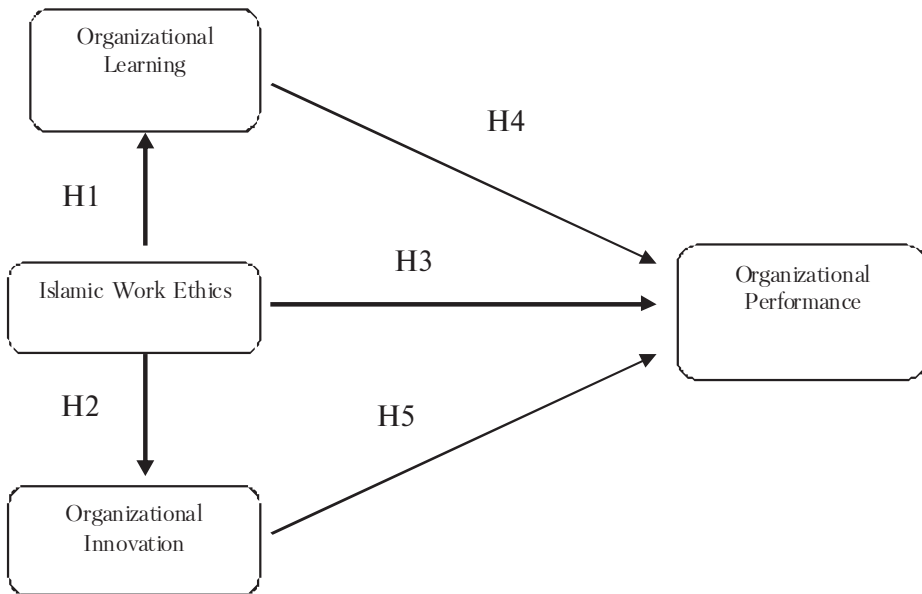 Organizational
Learning
H4
H1
H3
Islamic Work Ethics
Organizational
Performance
H2
H5
Organizational
Innovation